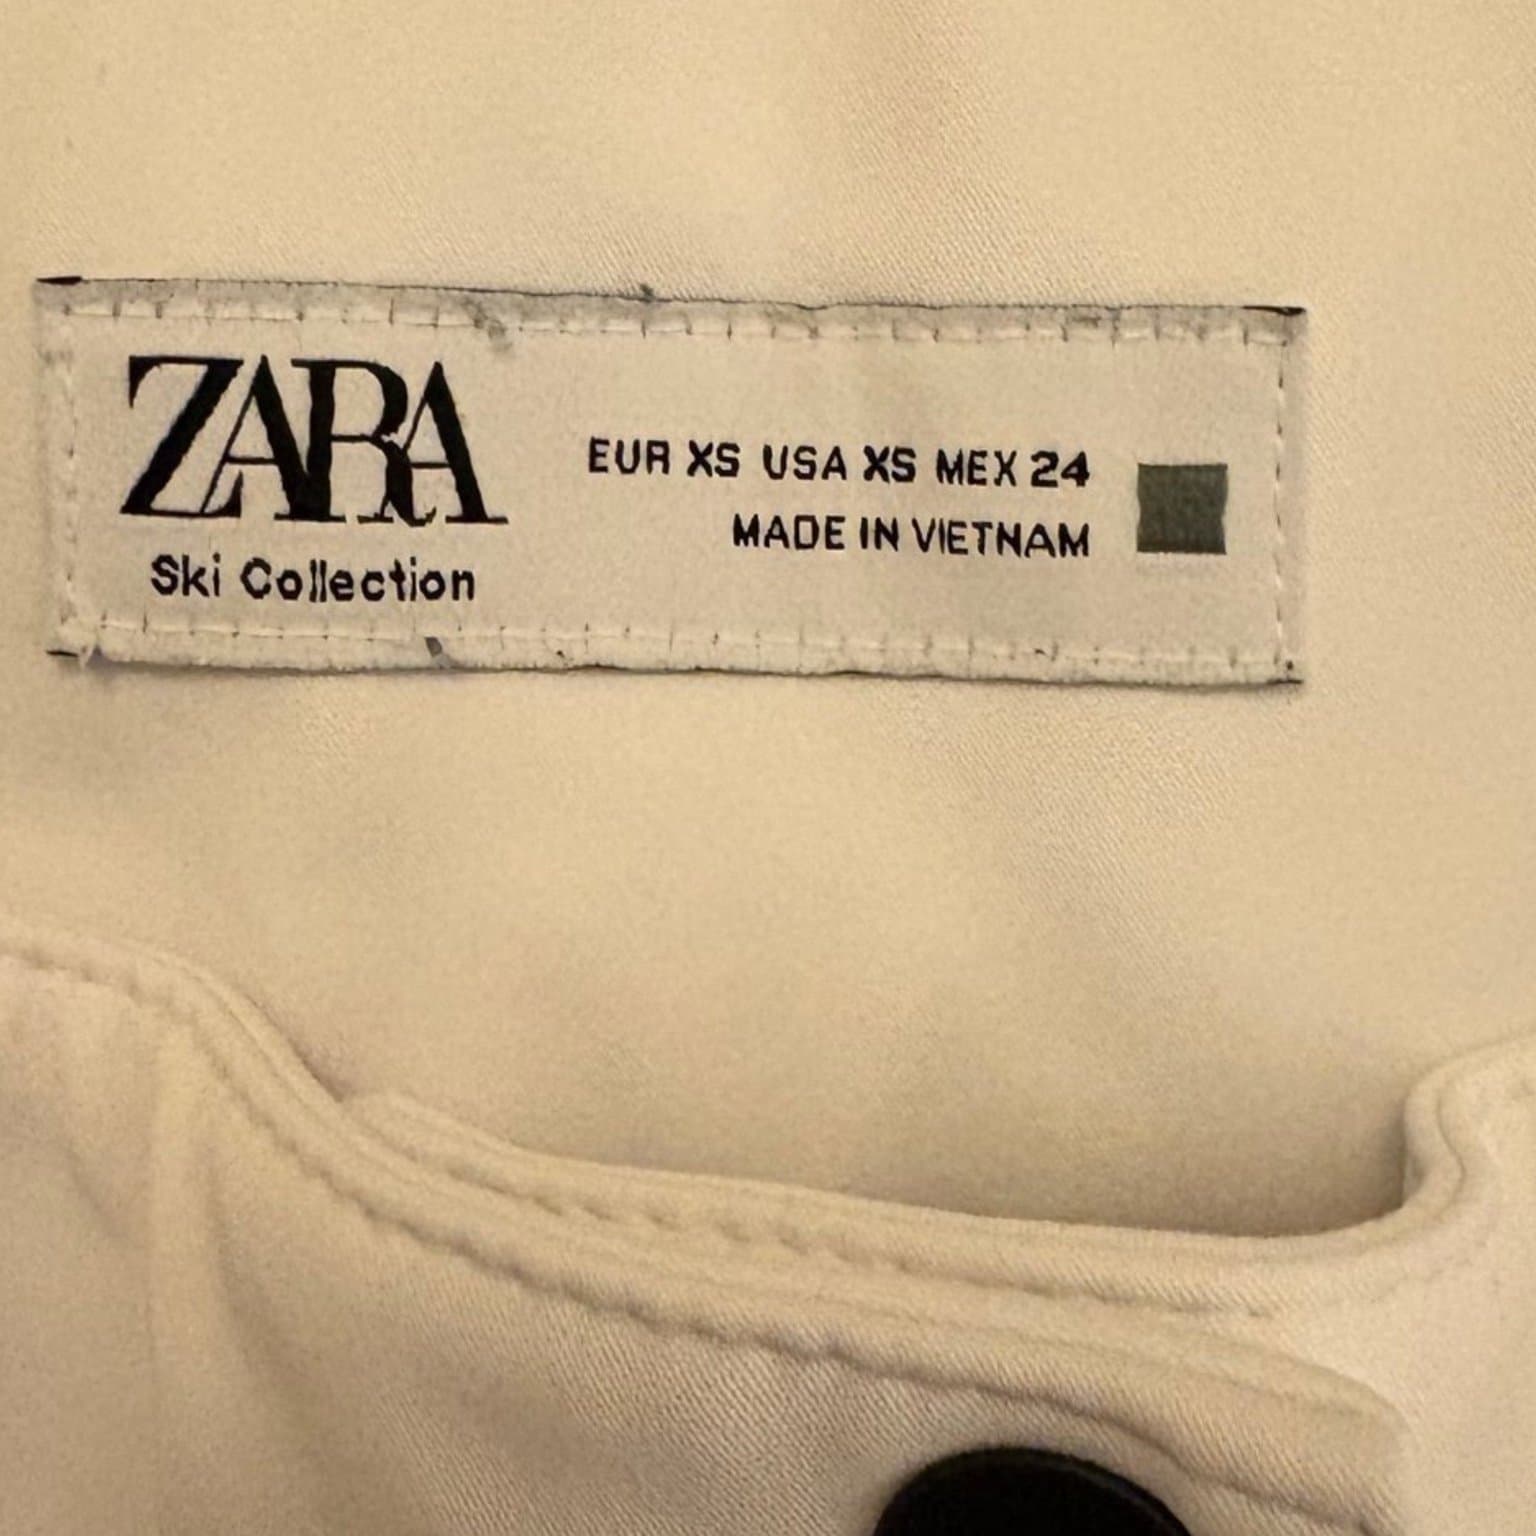 ZARA
Ski Collection
EUR XS USA XS MEX 24
MADE IN VIETNAM